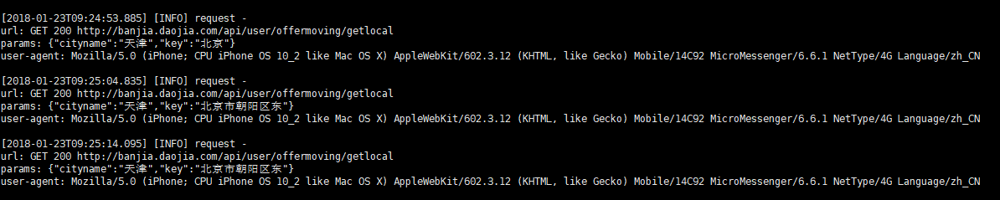 [2018-01-23T09:24:53.885] [INFO] request -
url: GET 200 http://banjia.daojia.com/api/user/offermoving/getlocal
params: {"cityname":"天津","key":"北京"}
user-agent: Mozilla/5.0 (iPhone; CPU iPhone OS 10_2 like Mac OS X) AppleWebKit/602.3.12 (KHTML, like Gecko) Mobile/14C92 MicroMessenger/6.6.1 NetType/4G Language/zh_CN
[2018-01-23T09:25:04.835] [INFO] request -
url: GET 200 http://banjia.daojia.com/api/user/offermoving/getlocal
params: {"cityname":"天津","key":"北京市朝阳区东"}
user-agent: Mozilla/5.0 (iPhone; CPU iPhone OS 10_2 like Mac OS X) AppleWebKit/602.3.12 (KHTML, like Gecko) Mobile/14C92 MicroMessenger/6.6.1 NetType/4G Language/zh_CN
[2018-01-23T09:25:14.095] [INFO] request -
url: GET 200 http://banjia.daojia.com/api/user/offermoving/getlocal
params: {"cityname":"天津","key":"北京市朝阳区东"}
user-agent: Mozilla/5.0 (iPhone; CPU iPhone OS 10_2 like Mac OS X) AppleWebKit/602.3.12 (KHTML, like Gecko) Mobile/14C92 MicroMessenger/6.6.1 NetType/4G Language/zh_CN